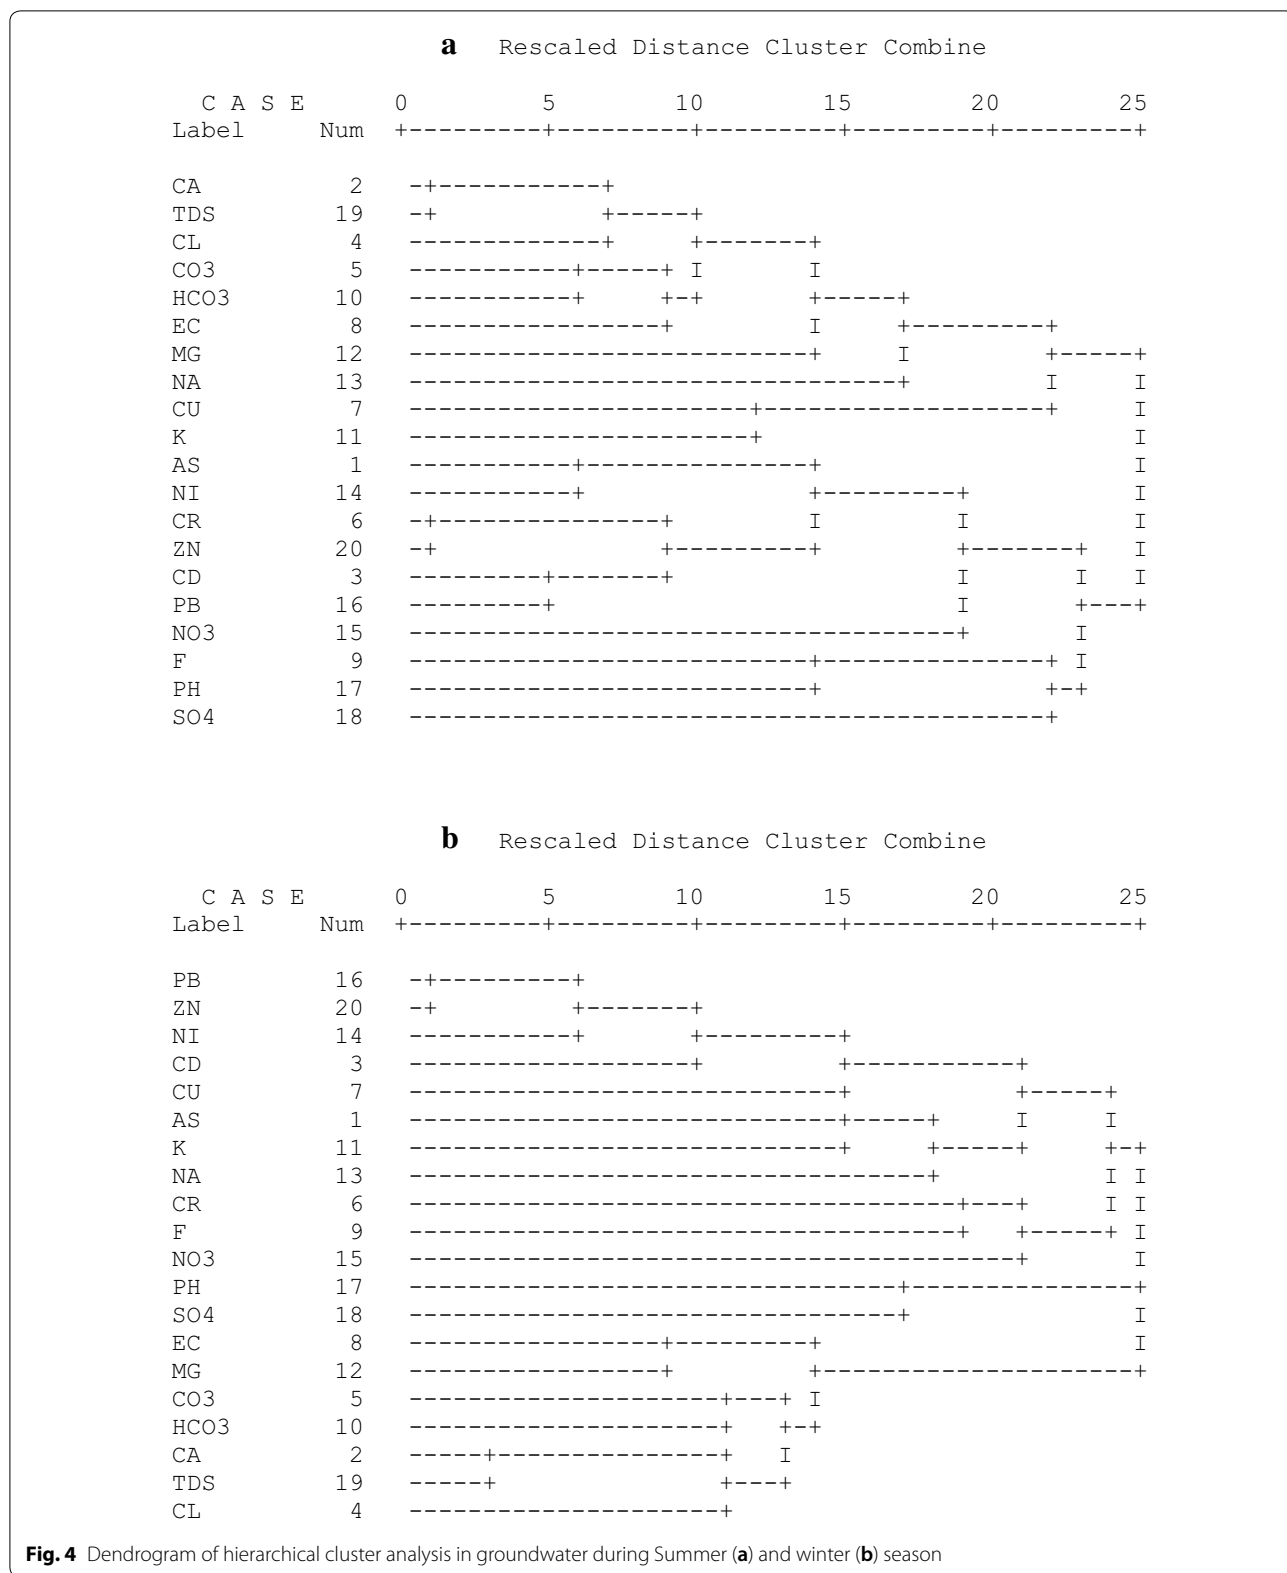 a Rescaled Distance Cluster Combine
C A S E 0 5 10 15 20 25
Label Num
CA 2
TDS 19
CL 4
CO3 5
HCO3 10
EC 8
MG 12
NA 13
CU 7
K 11
AS 1
NI 14
CR 6
ZN 20
CD 3
PB 16
NO3 15
F 9
PH 17
SO4 18
b Rescaled Distance Cluster Combine
C A S E 0 5 10 15 20 25
Label Num
PB 16
ZN 20
NI 14
CD 3
CU 7
AS 1
K 11
NA 13
CR 6
F 9
NO3 15
PH 17
SO4 18
EC 8
MG 12
CO3 5
HCO3 10
CA 2
TDS 19
CL 4
Fig. 4 Dendrogram of hierarchical cluster analysis in groundwater during Summer (a) and winter (b) season